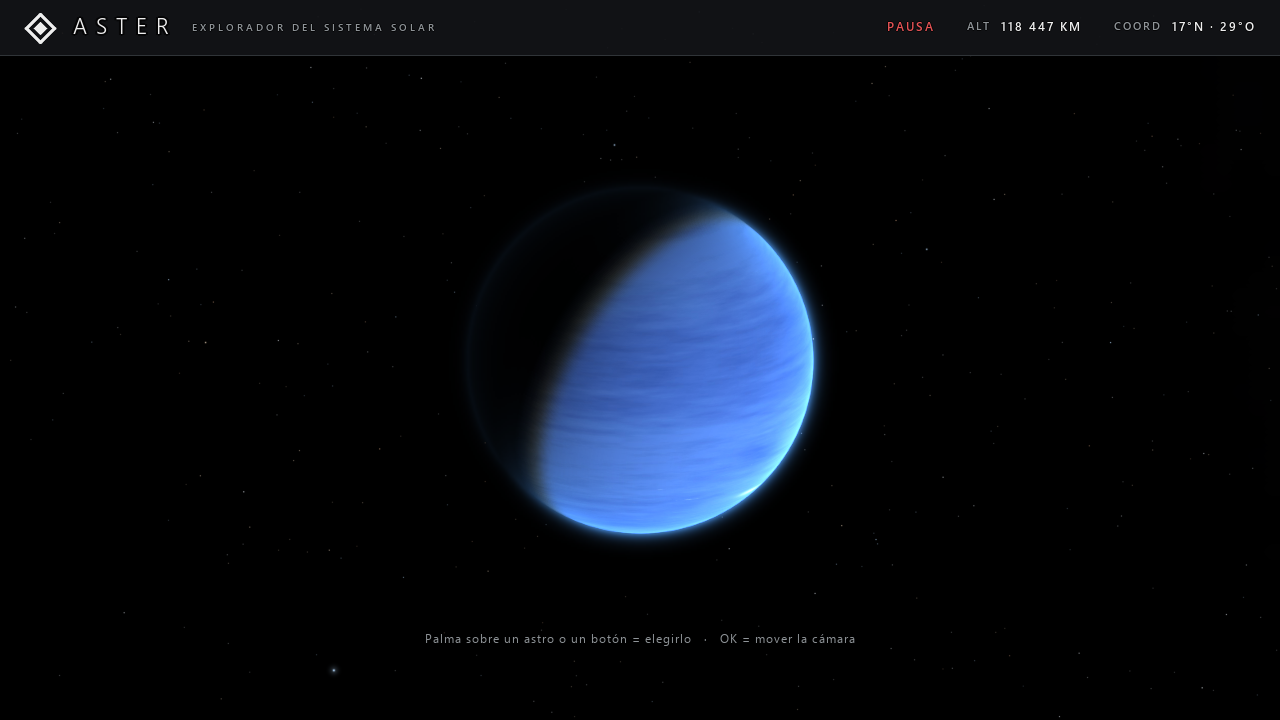 ASTER EXPLORADOR DEL SISTEMA SOLAR PAUSA ALT 118 447 KM COORD 17°N · 29°O
Palma sobre un astro o un botón = elegirlo · OK = mover la cámara